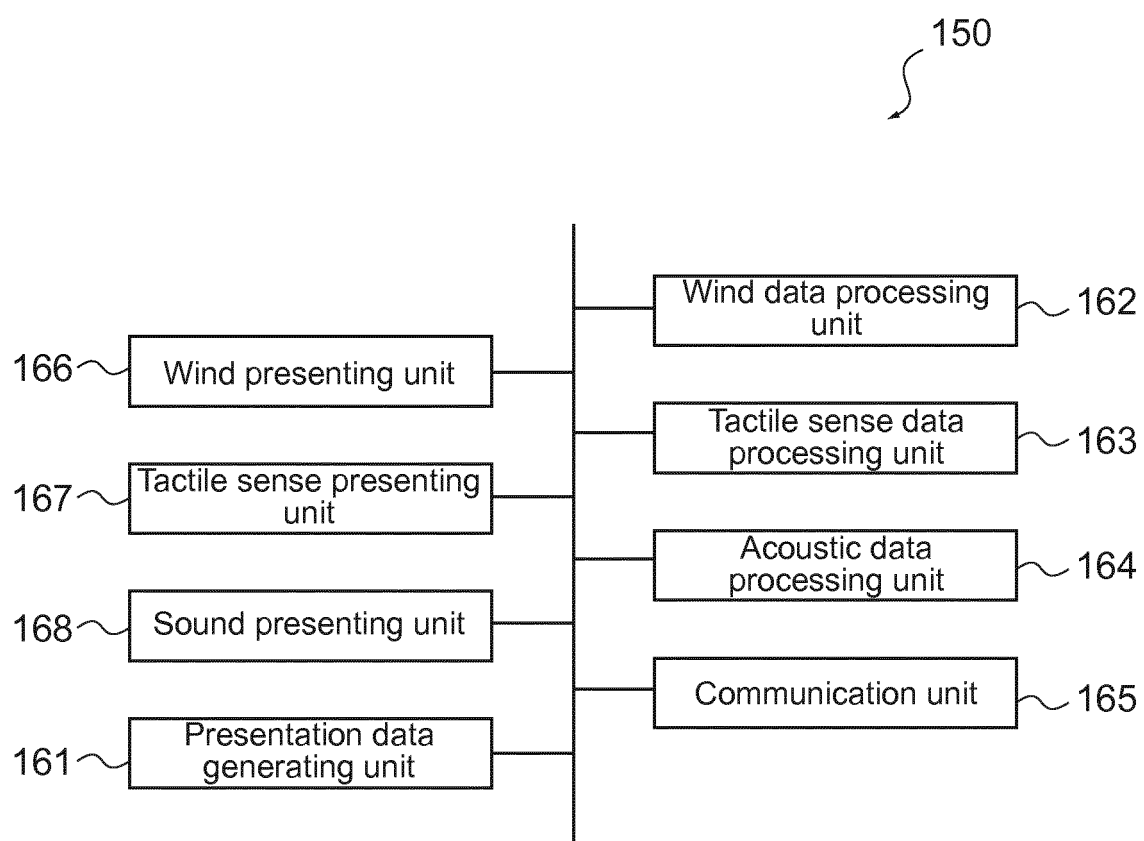 150
Wind data processing
unit
162
166
Wind presenting unit
Tactile sense data
processing unit
163
167
Tactile sense presenting
unit
Acoustic data
processing unit
164
168
Sound presenting unit
Communication unit
165
161
Presentation data
generating unit